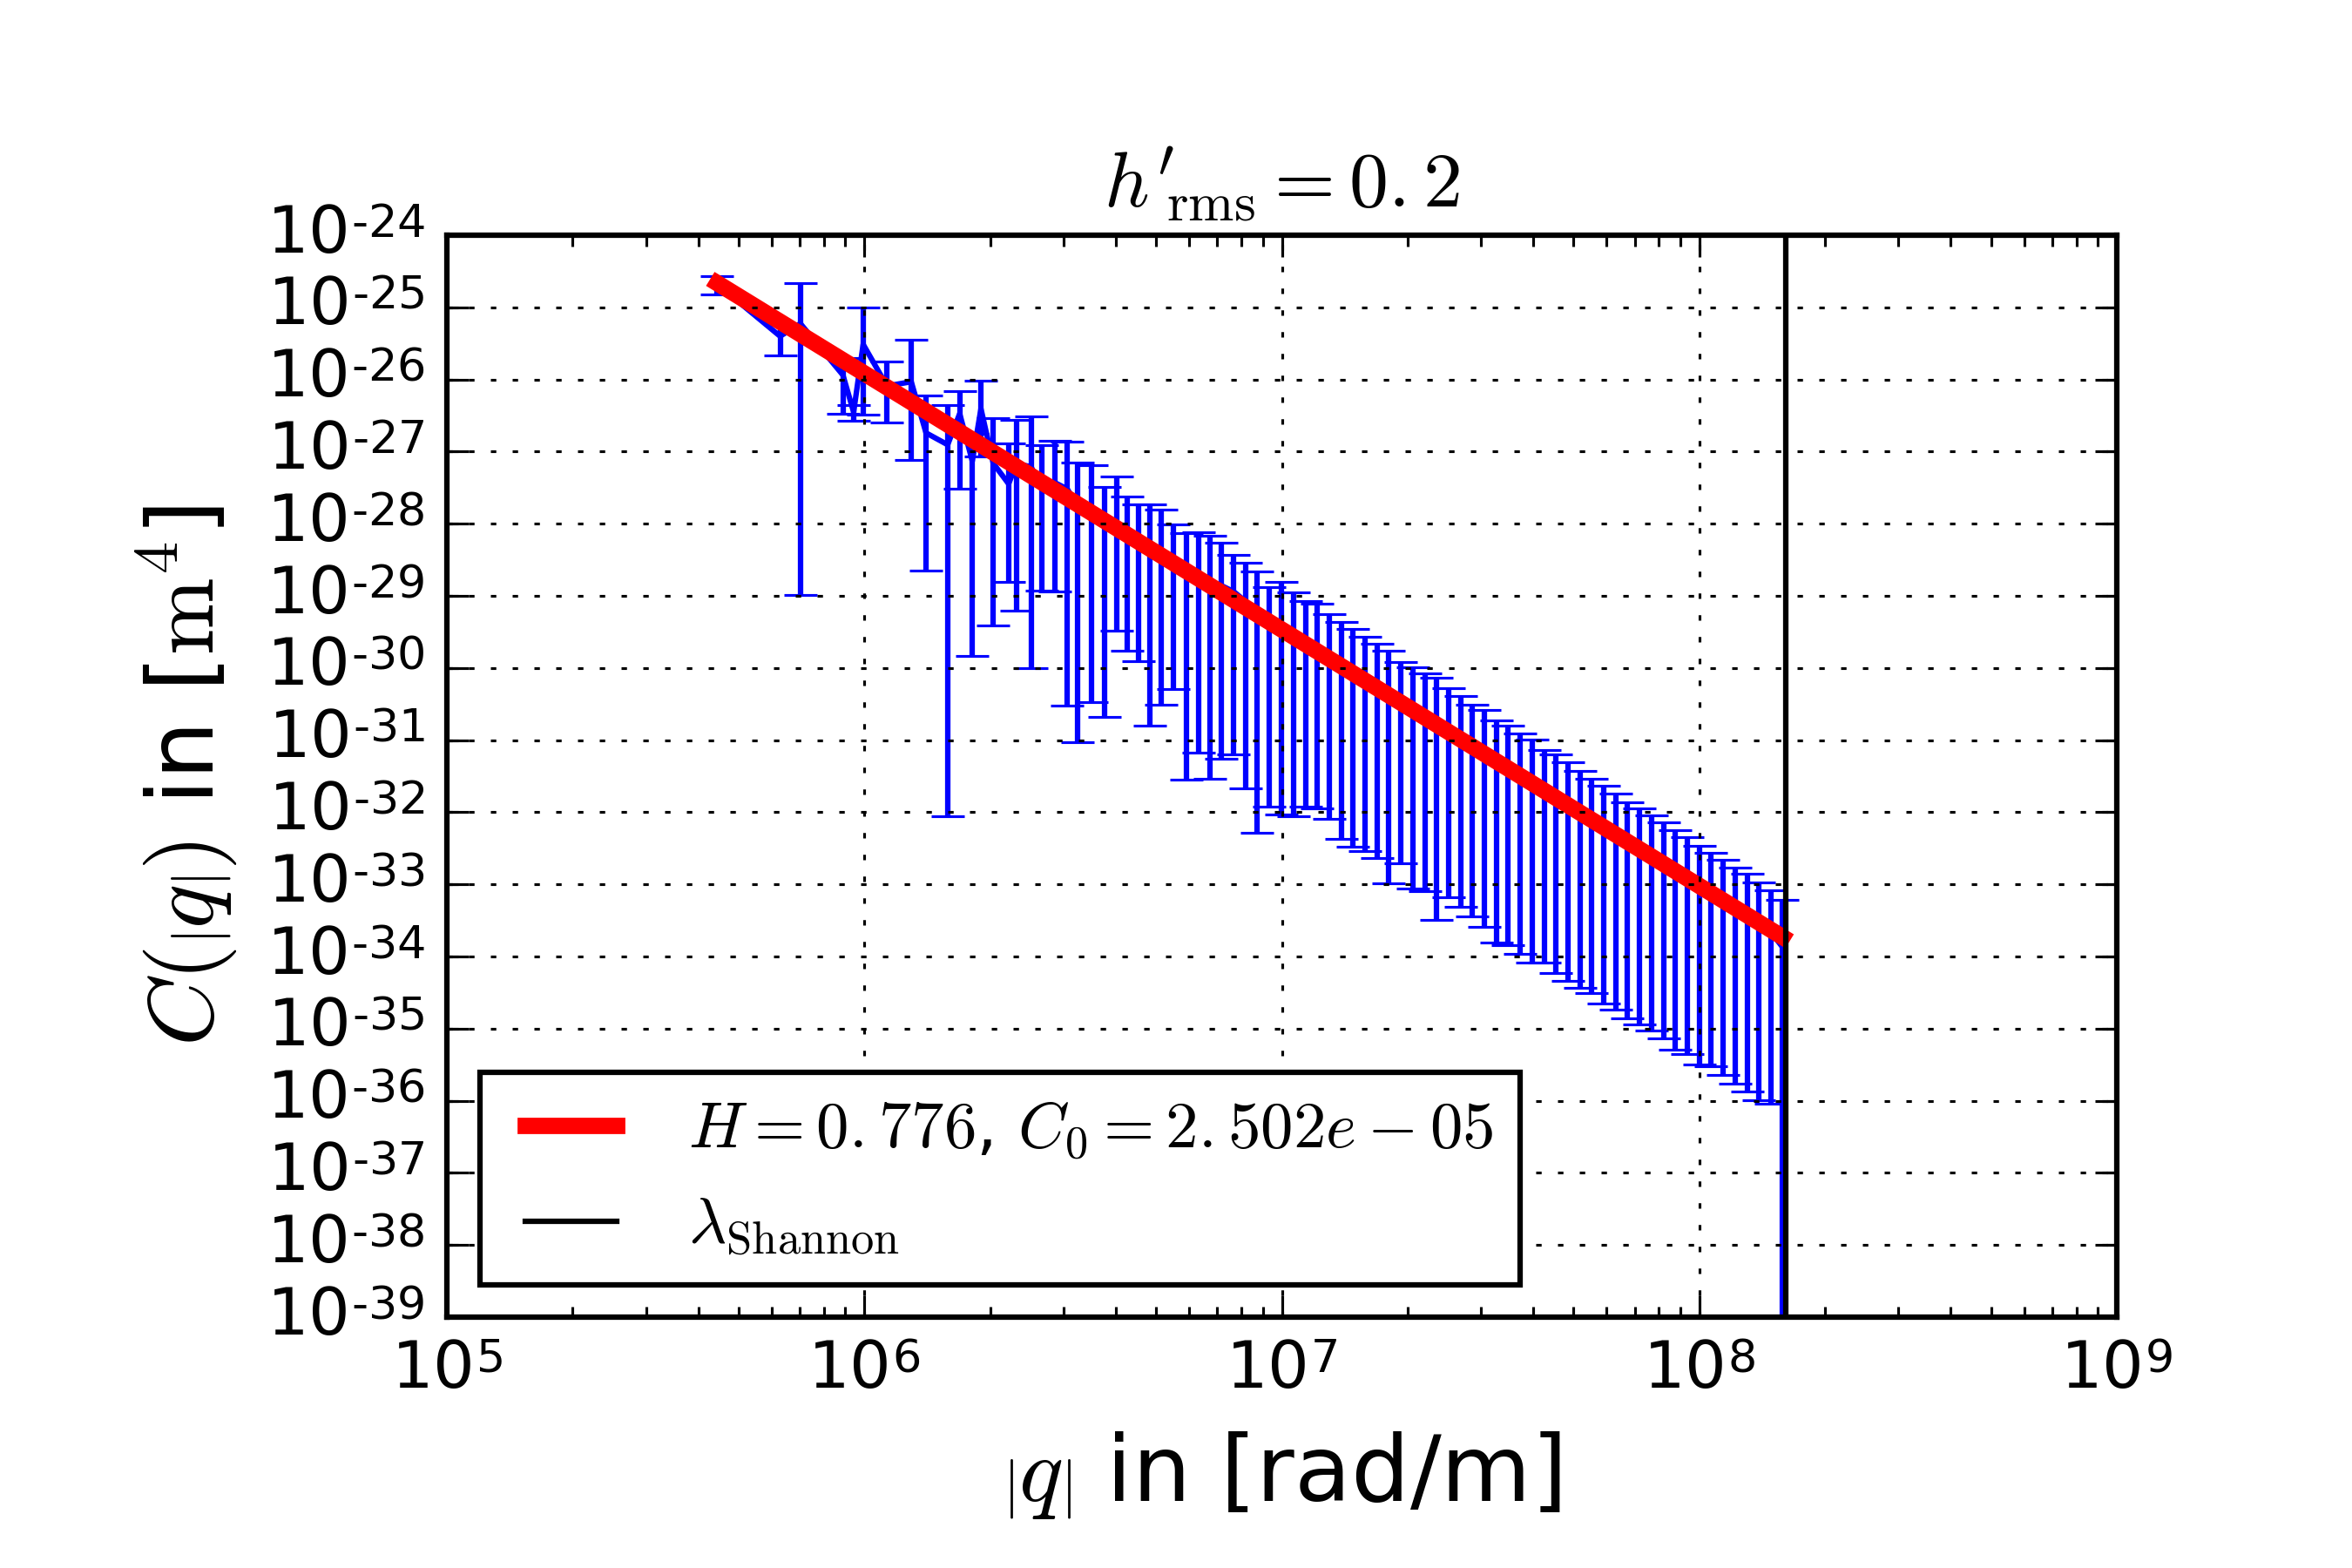 h′rms = 0.2
10-24
10-25
10-26
10-27
10-28
10-29
10-30
10-31
10-32
10-33
10-34
10-35
10-36
10-37
10-38
10-39
C(|q|) in [m4]
H = 0.776, C0 = 2.502e − 05
λShannon
105 106 107 108 109
|q| in [rad/m]